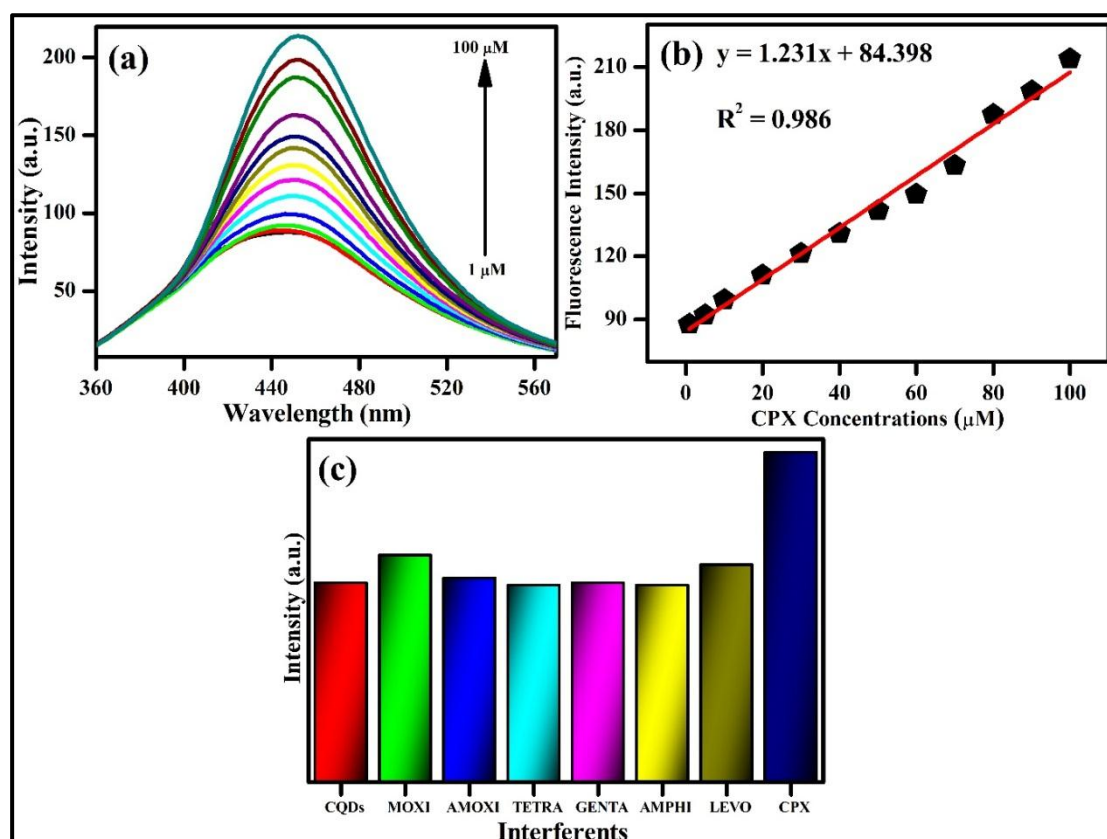 (a)
100 μM
1 μM
200
150
100
50
Intensity (a.u.)
360 400 440 480 520 560
Wavelength (nm)
(b)
y = 1.231x + 84.398
R² = 0.986
210
180
150
120
90
Fluorescence Intensity (a.u.)
0 20 40 60 80 100
CPX Concentrations (μM)
(c)
Intensity (a.u.)
CQDs MOXI AMOXI TETRA GENTA AMPHI LEVO CPX
Interferents